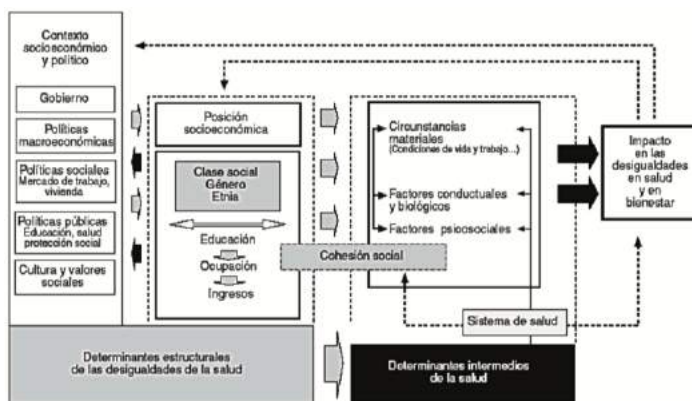 Contexto
socioeconómico
y político
Gobierno
Políticas
macroeconómicas
Políticas sociales
Mercado de trabajo,
vivienda
Políticas públicas
Educación, salud
protección social
Cultura y valores
sociales
Posición
socioeconómica
Clase social
Género
Etnia
Educación
Ocupación
Ingresos
Cohesión social
Circunstancias
materiales
(Condiciones de vida y trabajo...)
Factores conductuales
y biológicos
Factores psicosociales
Sistema de salud
Impacto
en las
desigualdades
en salud
y en
bienestar
Determinantes estructurales
de las desigualdades de la salud
Determinantes intermedios
de la salud